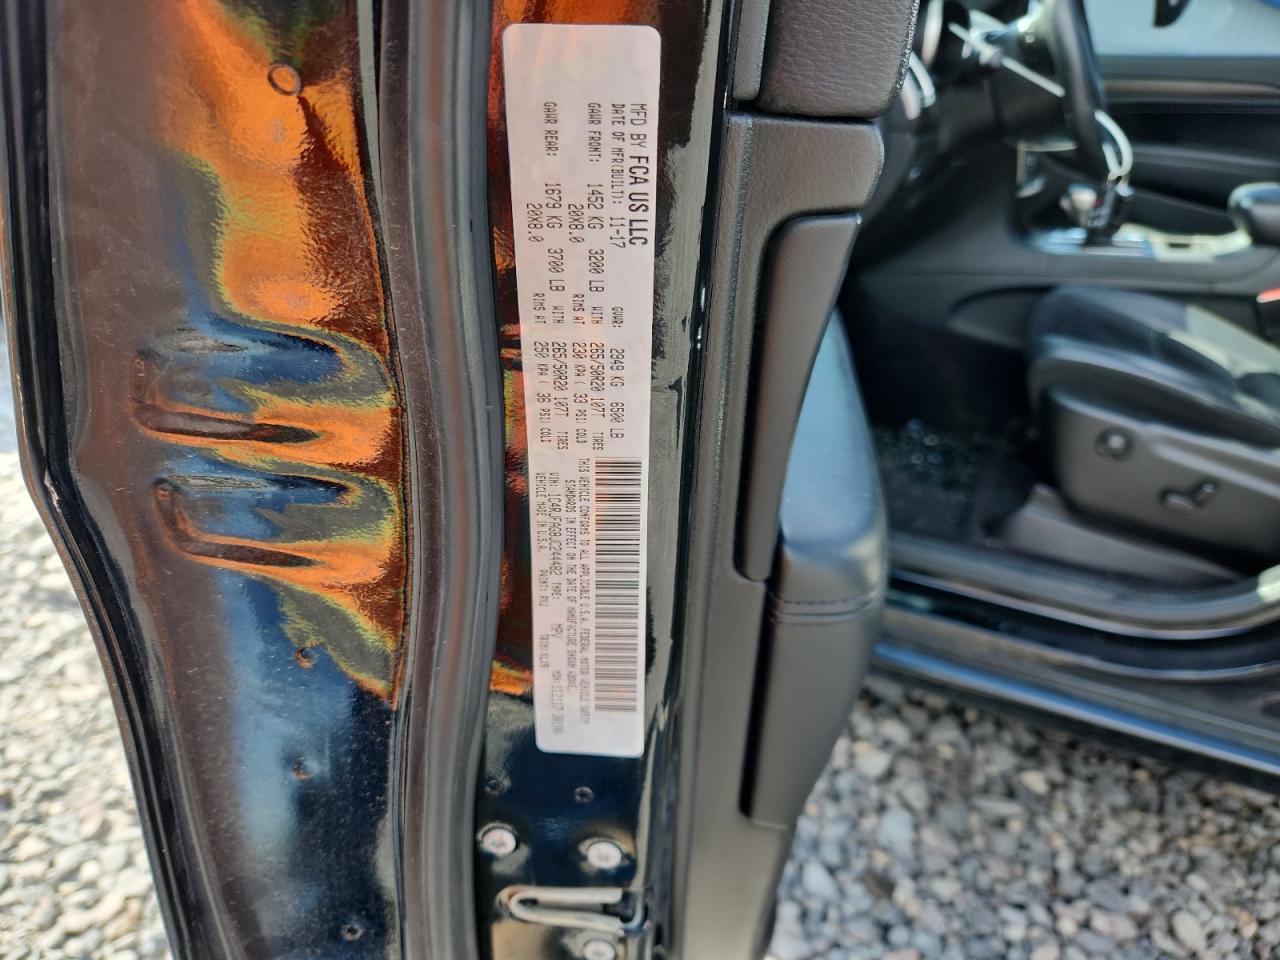 MFD BY FCA US LLC
DATE OF MFR(BUILT): 11-17 GVWR: 2949 KG 6500 LB
GAWR FRONT: 1452 KG 3200 LB WITH 265/50R20 107T TIRES
20X8.0 RIMS AT 230 KPA ( 33 PSI) COLD
GAWR REAR: 1679 KG 3700 LB WITH 265/50R20 107T TIRES
20X8.0 RIMS AT 250 KPA ( 36 PSI) COLD
THIS VEHICLE CONFORMS TO ALL APPLICABLE U.S.A. FEDERAL MOTOR VEHICLE SAFETY
STANDARDS IN EFFECT ON THE DATE OF MANUFACTURE SHOWN ABOVE.
VIN: 1C4RJFAG8JC244482 TYPE: MPV MDH:
VEHICLE MADE IN U.S.A. PAINT: PXJ TRIM: